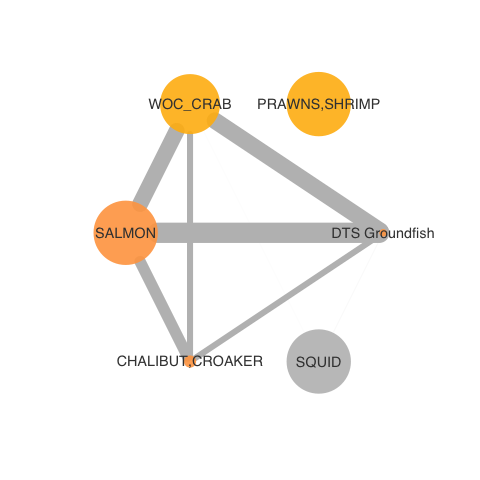 WOC_CRAB
PRAWNS,SHRIMP
SALMON
DTS Groundfish
CHALIBUT,CROAKER
SQUID